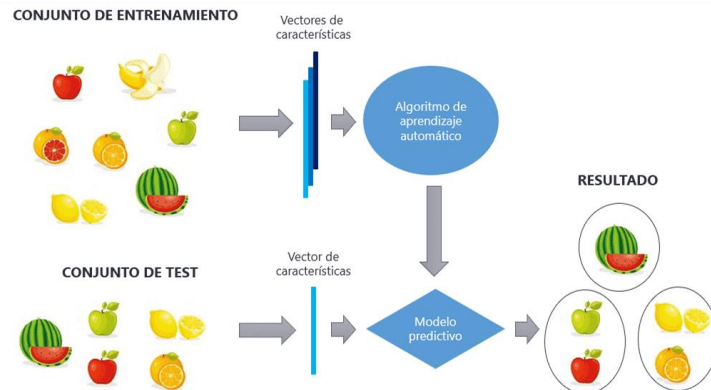 CONJUNTO DE ENTRENAMIENTO
Vectores de
características
Algoritmo de
aprendizaje
automático
RESULTADO
CONJUNTO DE TEST
Vector de
características
Modelo
predictivo